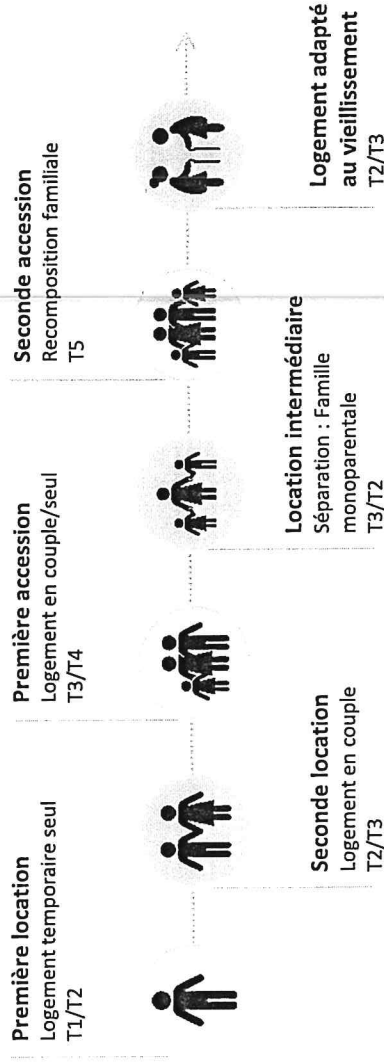 Première location
Logement temporaire seul
T1/T2
Seconde location
Logement en couple
T2/T3
Première accession
Logement en couple/seul
T3/T4
Location intermédiaire
Séparation : Famille
monoparentale
T3/T2
Seconde accession
Recomposition familiale
T5
Logement adapté
au vieillissement
T2/T3